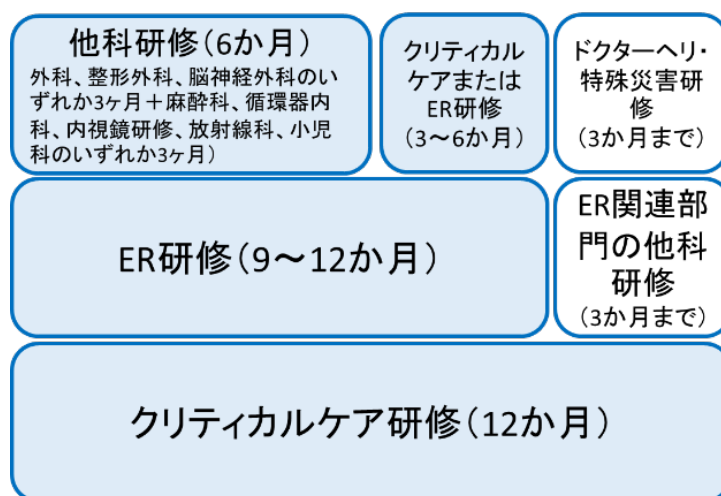 他科研修(6か月)
外科、整形外科、脳神経外科のい
ずれか3ヶ月＋麻酔科、循環器内
科、内視鏡研修、放射線科、小児
科のいずれか3ヶ月)
クリティカル
ケアまたは
ER研修
(3～6か月)
ドクターヘリ・
特殊災害研
修
(3か月まで)
ER研修(9～12か月)
ER関連部
門の他科
研修
(3か月まで)
クリティカルケア研修(12か月)